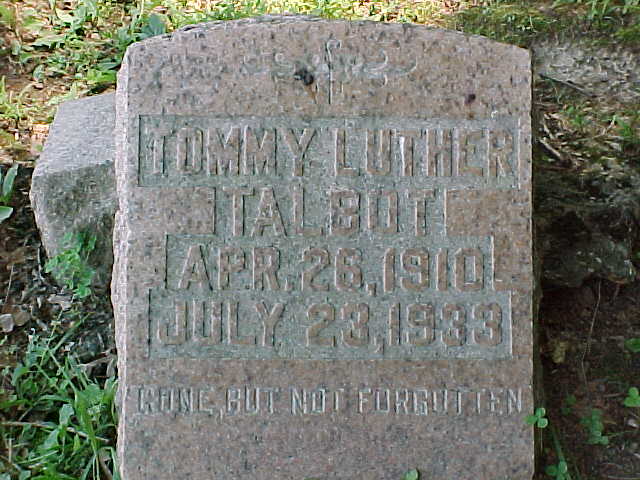 TOMMY LUTHER
TALBOT
APR. 26, 1910
JULY 23, 1933
GONE, BUT NOT FORGOTTEN